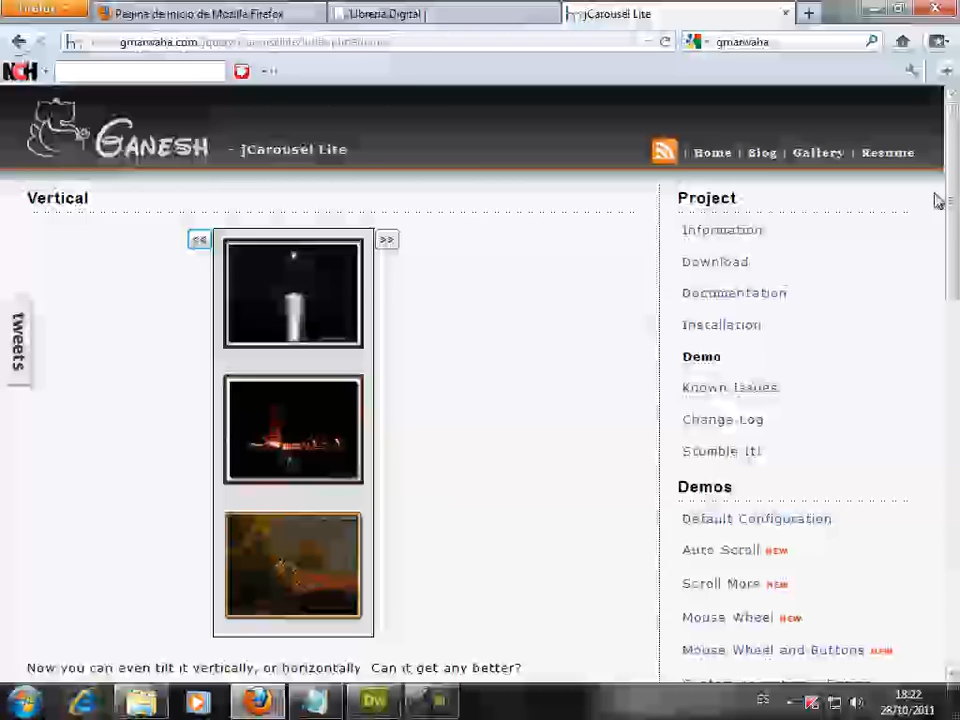 Firefox
Página de inicio de Mozilla Firefox
Librería Digital
jCarousel Lite
gmarwaha.com
gmarwaha
NCH
GANESH - jCarousel Lite
Home | Blog | Gallery | Resume
Vertical
<<
>>
tweets
Now you can even tilt it vertically, or horizontally Can it get any better?
Project
Information
Download
Documentation
Installation
Demo
Known Issues
Change Log
Stumble It!
Demos
Default Configuration
Auto Scroll NEW
Scroll More NEW
Mouse Wheel NEW
Mouse Wheel and Buttons NEW
Dw
ES
18:22
28/10/2011